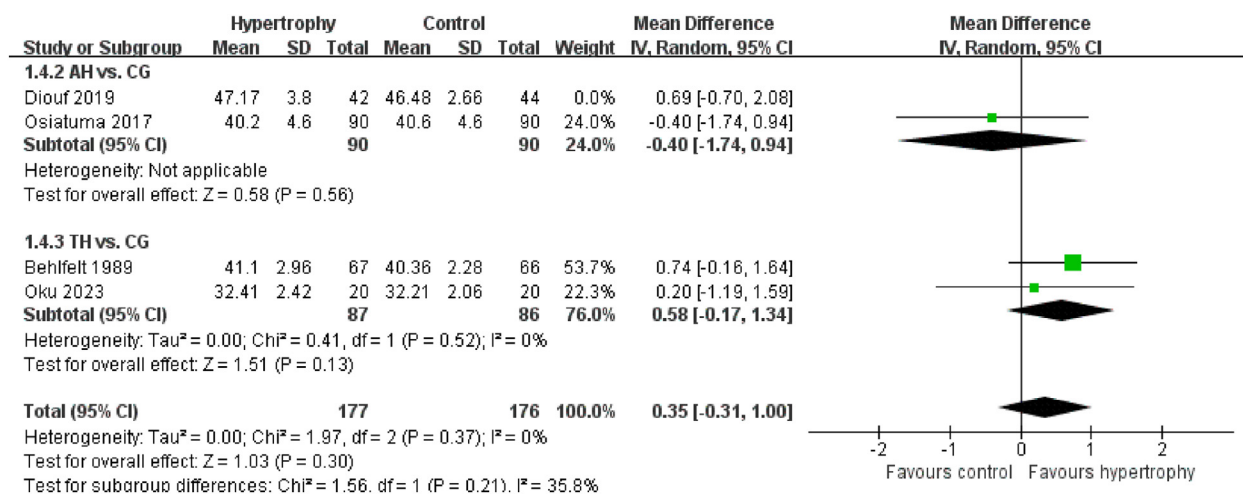 Hypertrophy Control Mean Difference Mean Difference
Study or Subgroup Mean SD Total Mean SD Total Weight IV, Random, 95% CI IV, Random, 95% CI
1.4.2 AH vs. CG
Diouf 2019 47.17 3.8 42 46.48 2.66 44 0.0% 0.69 [-0.70, 2.08]
Osiatuma 2017 40.2 4.6 90 40.6 4.6 90 24.0% -0.40 [-1.74, 0.94]
Subtotal (95% CI) 90 90 24.0% -0.40 [-1.74, 0.94]
Heterogeneity: Not applicable
Test for overall effect: Z = 0.58 (P = 0.56)
1.4.3 TH vs. CG
Behlfelt 1989 41.1 2.96 67 40.36 2.28 66 53.7% 0.74 [-0.16, 1.64]
Oku 2023 32.41 2.42 20 32.21 2.06 20 22.3% 0.20 [-1.19, 1.59]
Subtotal (95% CI) 87 86 76.0% 0.58 [-0.17, 1.34]
Heterogeneity: Tau² = 0.00; Chi² = 0.41, df = 1 (P = 0.52); I² = 0%
Test for overall effect: Z = 1.51 (P = 0.13)
Total (95% CI) 177 176 100.0% 0.35 [-0.31, 1.00]
Heterogeneity: Tau² = 0.00; Chi² = 1.97, df = 2 (P = 0.37); I² = 0%
Test for overall effect: Z = 1.03 (P = 0.30)
Test for subgroup differences: Chi² = 1.56, df = 1 (P = 0.21), I² = 35.8%
-2 -1 0 1 2
Favours control Favours hypertrophy